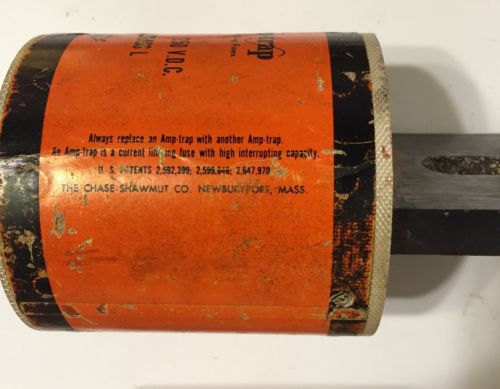 Always replace an Amp-trap with another Amp-trap.
An Amp-trap is a current limiting fuse with high interrupting capacity.
U. S. PATENTS 2,592,399; 2,595,646; 2,647,970
THE CHASE-SHAWMUT CO. NEWBURYPORT, MASS.
V.D.C.